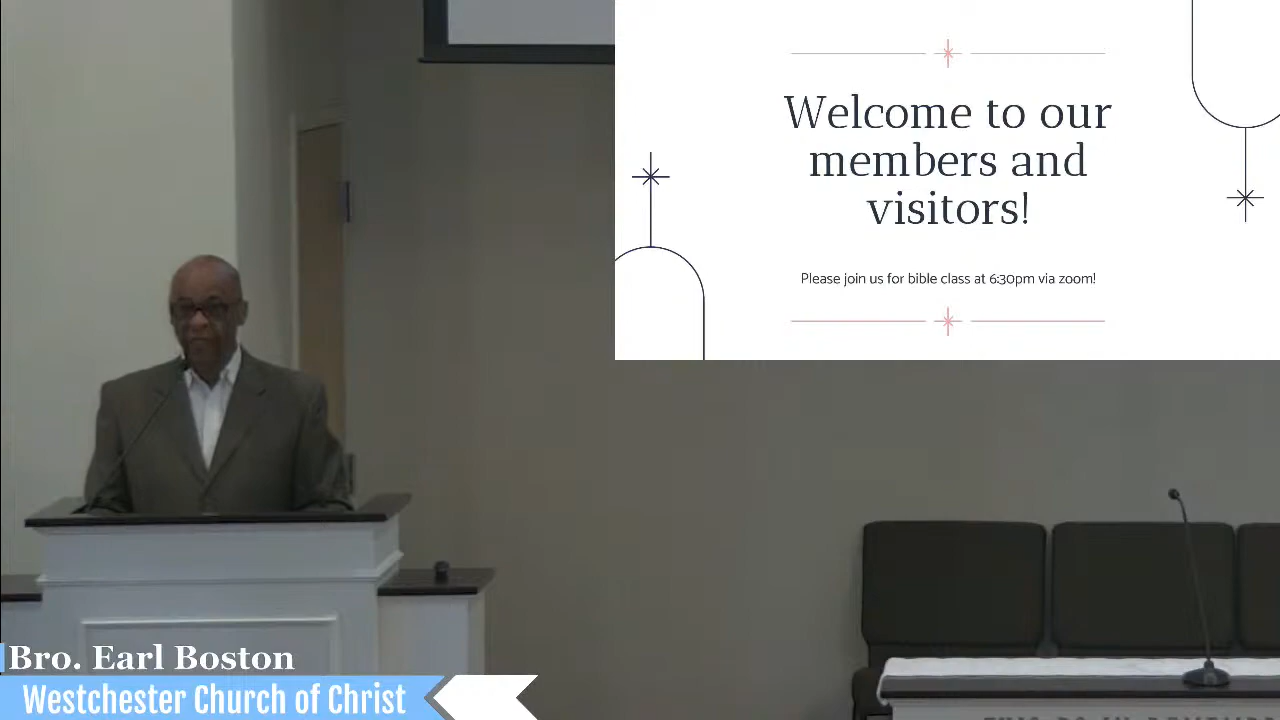 Welcome to our
members and
visitors!
Please join us for bible class at 6:30pm via zoom!
Bro. Earl Boston
Westchester Church of Christ